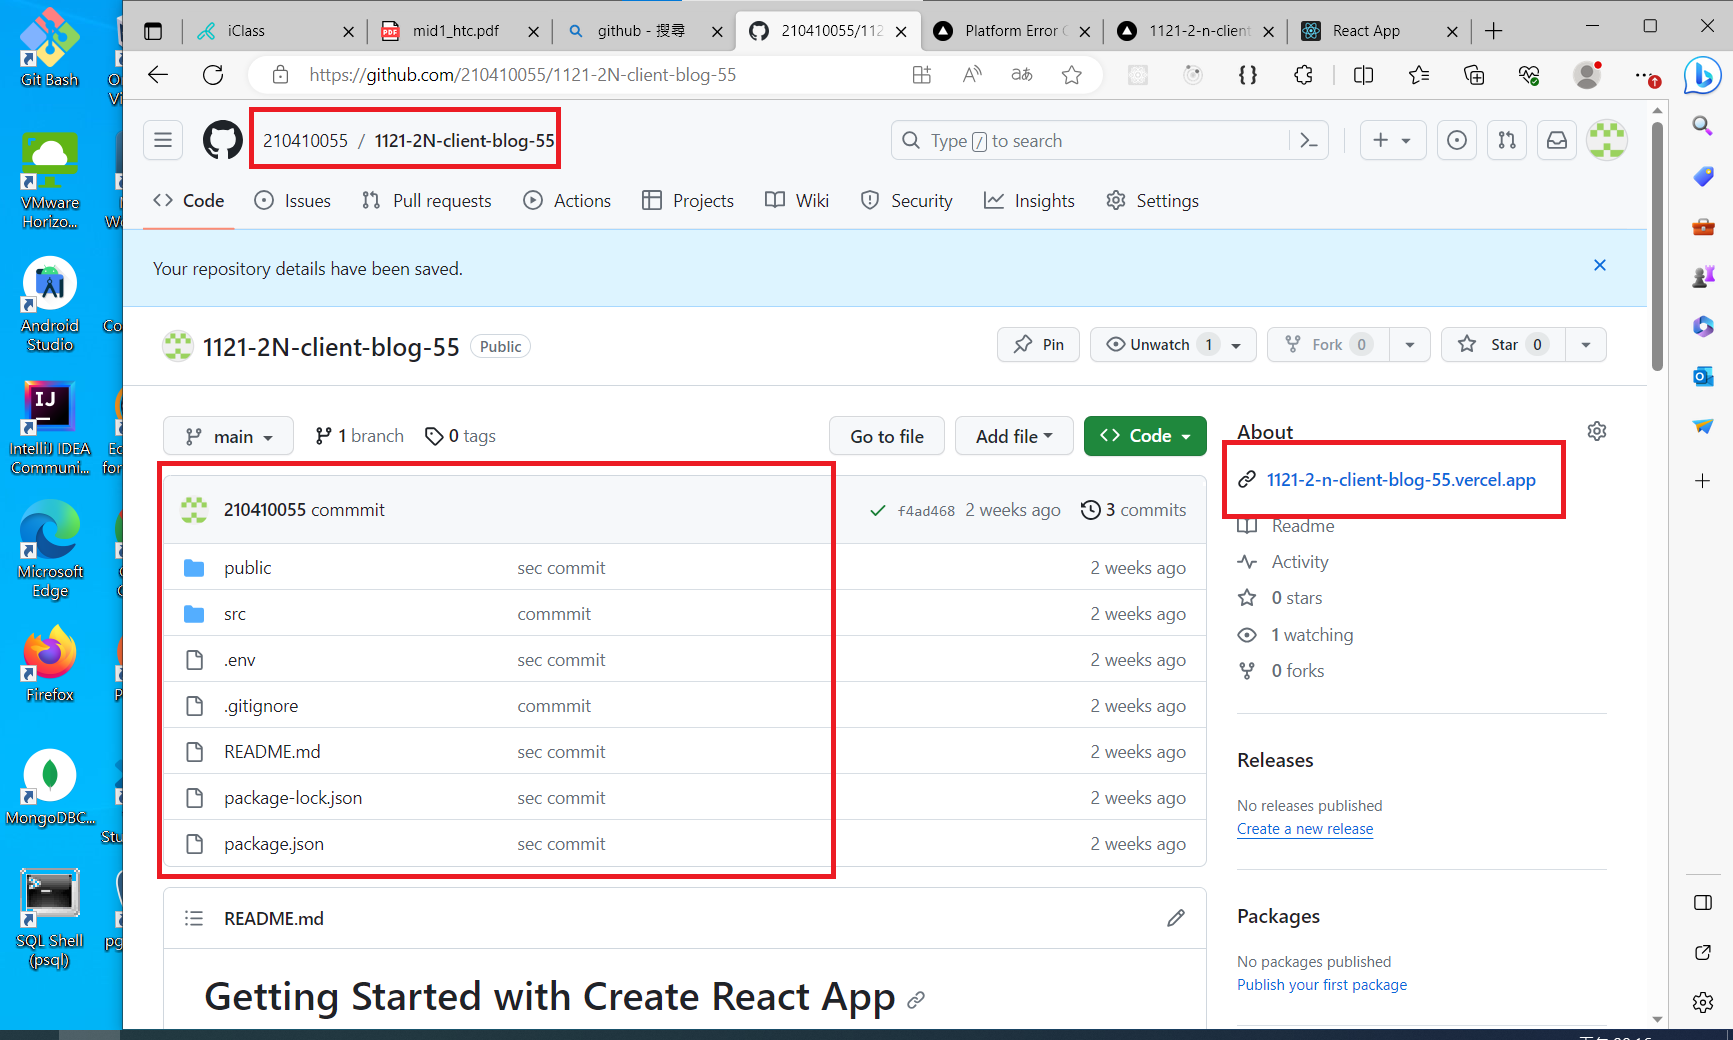 iClass
mid1_htc.pdf
github - 搜尋
210410055/112
Platform Error
1121-2-n-client
React App
https://github.com/210410055/1121-2N-client-blog-55
210410055 / 1121-2N-client-blog-55
Type / to search
Code
Issues
Pull requests
Actions
Projects
Wiki
Security
Insights
Settings
Your repository details have been saved.
1121-2N-client-blog-55 Public
Pin
Unwatch 1
Fork 0
Star 0
main
1 branch
0 tags
Go to file
Add file
Code
210410055 commmit
f4ad468 2 weeks ago
3 commits
public sec commit 2 weeks ago
src commmit 2 weeks ago
.env sec commit 2 weeks ago
.gitignore commmit 2 weeks ago
README.md sec commit 2 weeks ago
package-lock.json sec commit 2 weeks ago
package.json sec commit 2 weeks ago
README.md
Getting Started with Create React App
About
1121-2-n-client-blog-55.vercel.app
Readme
Activity
0 stars
1 watching
0 forks
Releases
No releases published
Create a new release
Packages
No packages published
Publish your first package
Git Bash
VMware
Horizo...
Android
Studio
IntelliJ IDEA
Communi...
Microsoft
Edge
Firefox
MongoDBC...
SQL Shell
(psql)